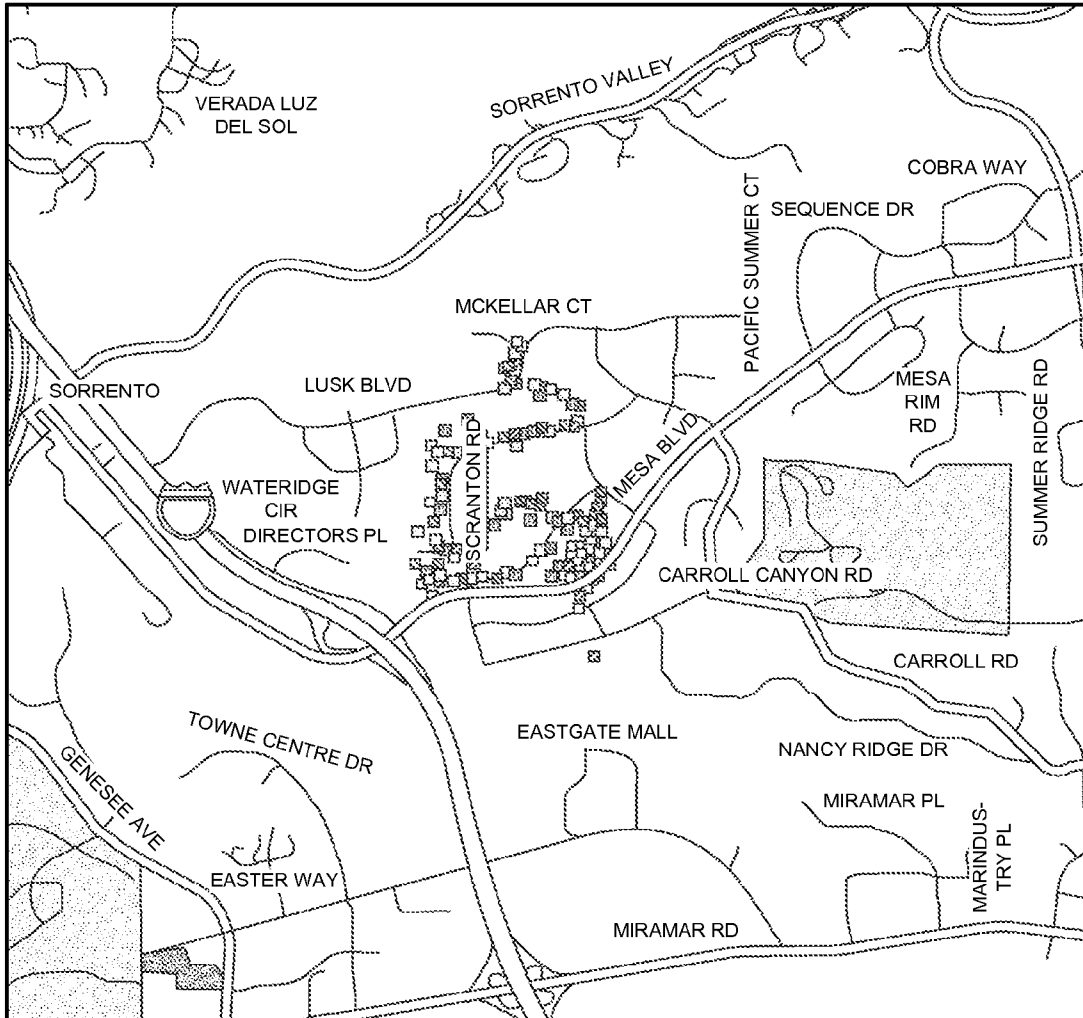 SORRENTO VALLEY
VERADA LUZ
DEL SOL
COBRA WAY
SEQUENCE DR
PACIFIC SUMMER CT
MCKELLAR CT
LUSK BLVD
SORRENTO
MESA
RIM
RD
SUMMER RIDGE RD
SCRANTON RD
MESA BLVD
WATERIDGE
CIR
DIRECTORS PL
CARROLL CANYON RD
CARROLL RD
TOWNE CENTRE DR
EASTGATE MALL
NANCY RIDGE DR
GENESEE AVE
MIRAMAR PL
MARINDUS-
TRY PL
EASTER WAY
MIRAMAR RD